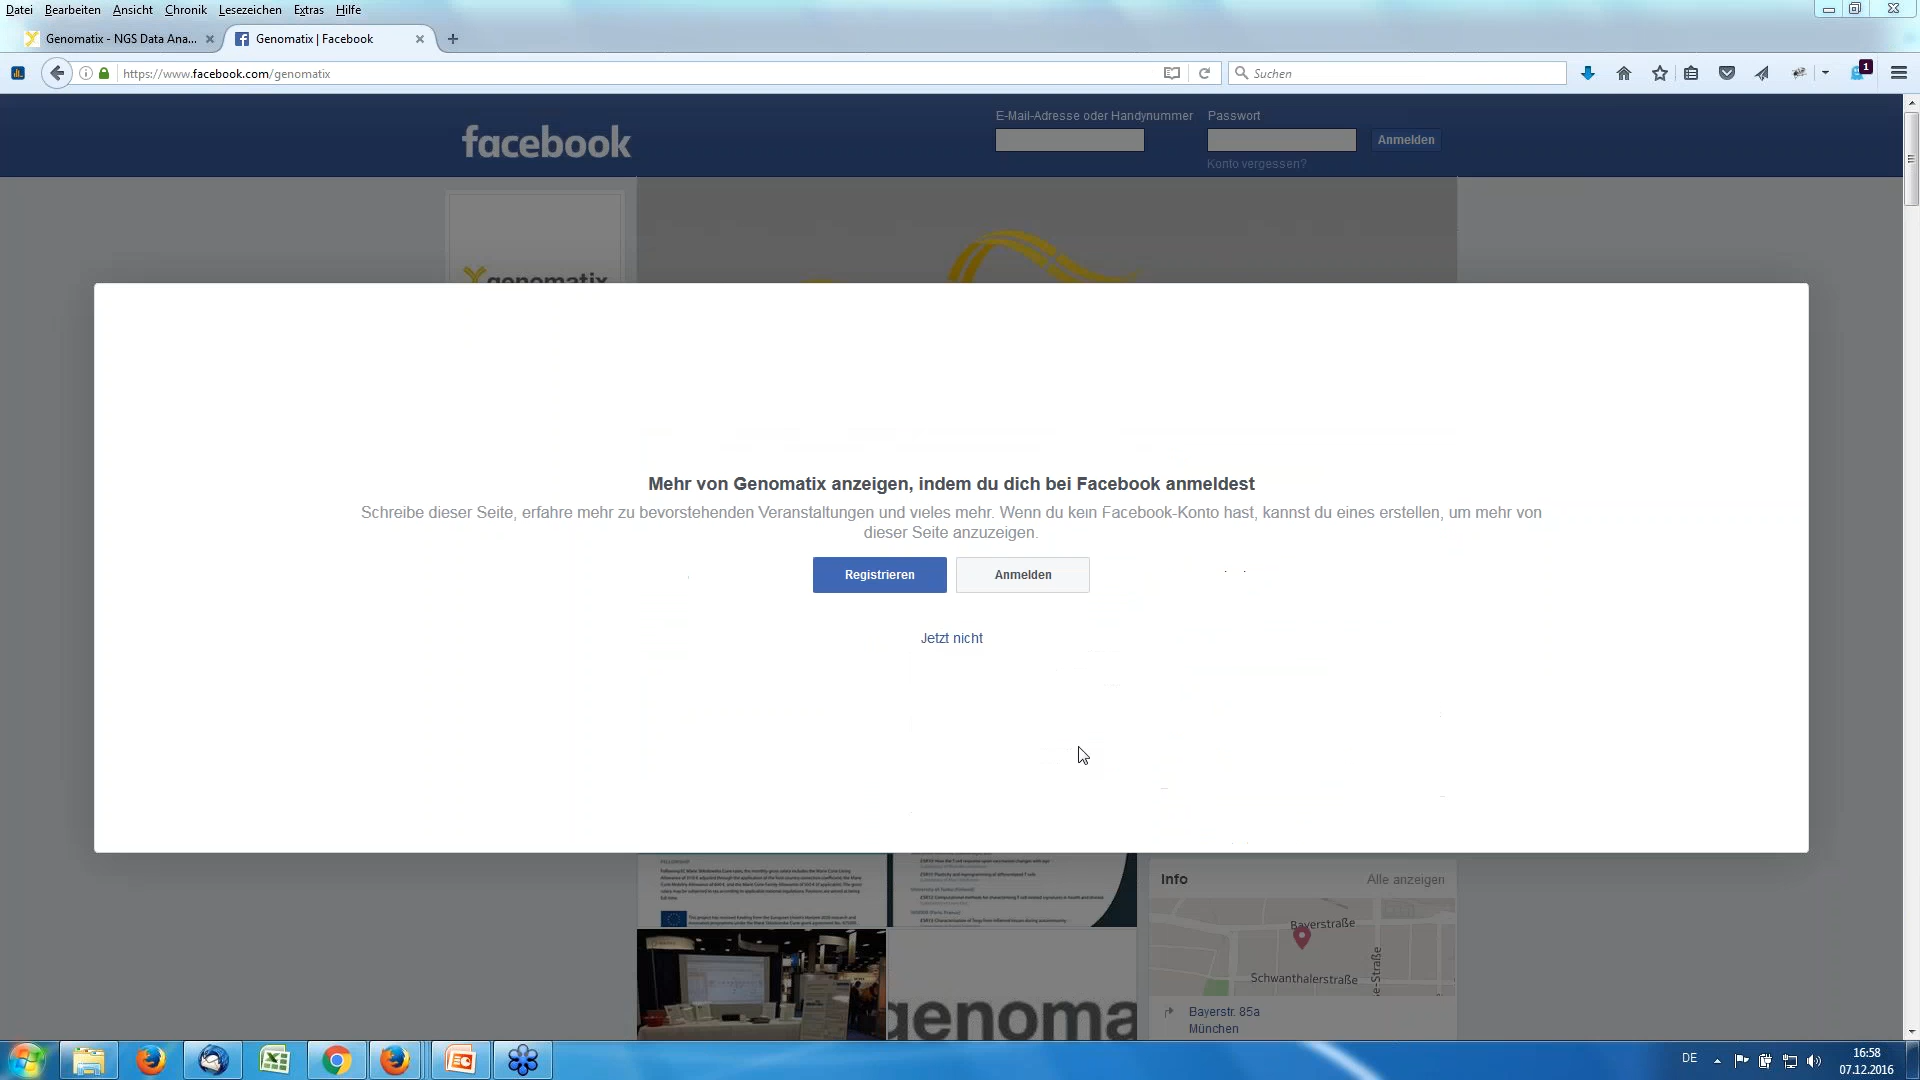 Datei Bearbeiten Ansicht Chronik Lesezeichen Extras Hilfe
Genomatix - NGS Data Ana...
Genomatix | Facebook
https://www.facebook.com/genomatix
Suchen
1
facebook
E-Mail-Adresse oder Handynummer
Passwort
Anmelden
Konto vergessen?
genomatix
Mehr von Genomatix anzeigen, indem du dich bei Facebook anmeldest
Schreibe dieser Seite, erfahre mehr zu bevorstehenden Veranstaltungen und vieles mehr. Wenn du kein Facebook-Konto hast, kannst du eines erstellen, um mehr von
dieser Seite anzuzeigen.
Registrieren
Anmelden
Jetzt nicht
Info
Alle anzeigen
Bayerstraße
Schwanthalerstraße
e-Straße
genoma
Bayerstr. 85a
München
DE
16:58
07.12.2016